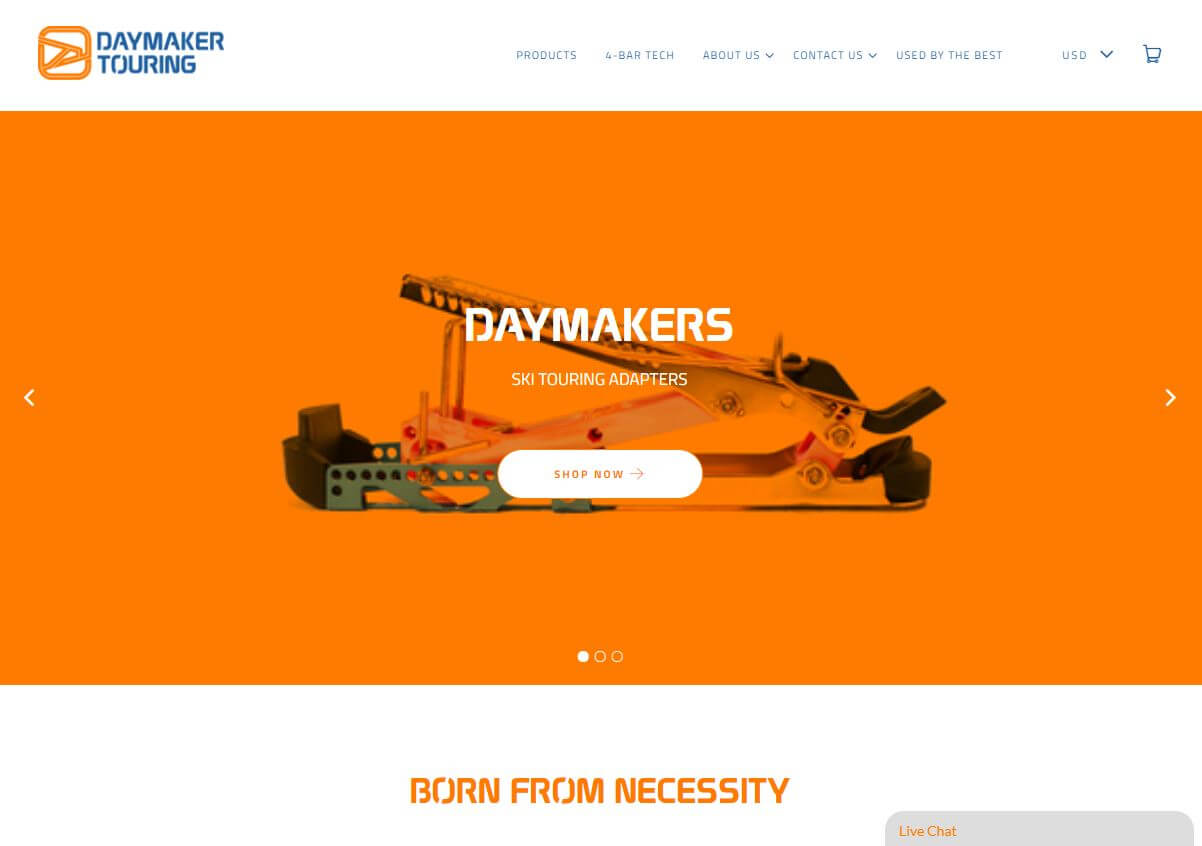 DAYMAKER
TOURING
PRODUCTS
4-BAR TECH
ABOUT US
CONTACT US
USED BY THE BEST
USD
DAYMAKERS
SKI TOURING ADAPTERS
SHOP NOW
BORN FROM NECESSITY
Live Chat